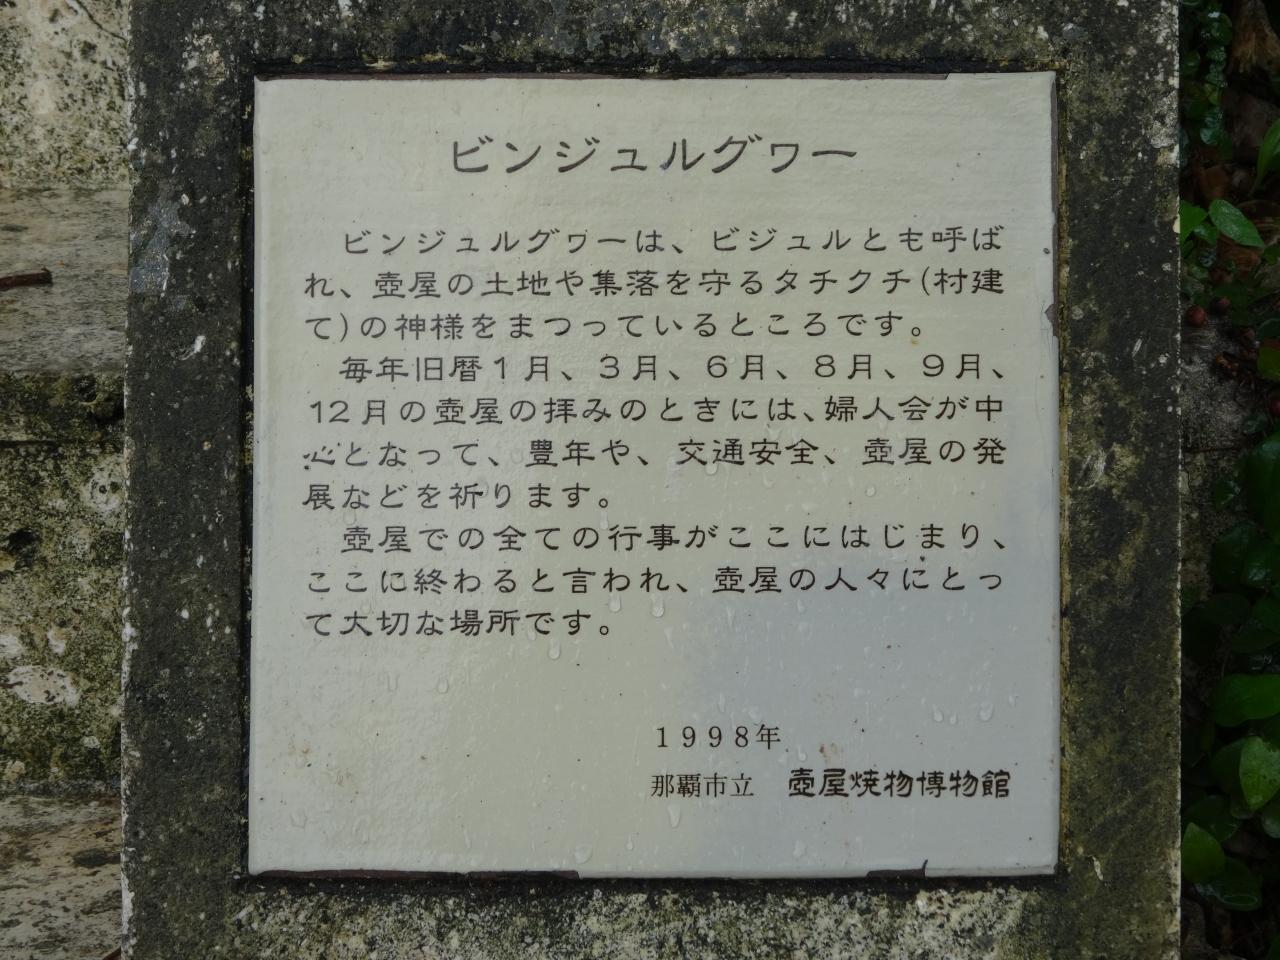 ビンジュルグヮー
ビンジュルグヮーは、ビジュルとも呼ば
れ、壺屋の土地や集落を守るタチクチ(村建
て)の神様をまつっているところです。
毎年旧暦1月、3月、6月、8月、9月、
12月の壺屋の拝みのときには、婦人会が中
心となって、豊年や、交通安全、壺屋の発
展などを祈ります。
壺屋での全ての行事がここにはじまり、
ここに終わると言われ、壺屋の人々にとっ
て大切な場所です。
1998年
那覇市立 壺屋焼物博物館